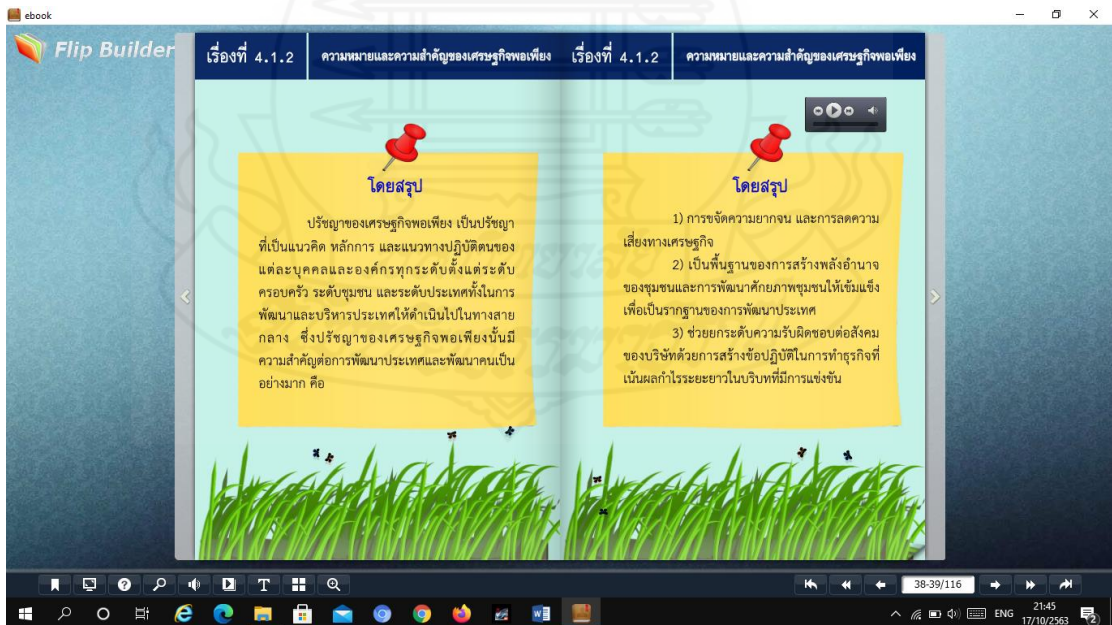 ebook
Flip Builder
เรื่องที่ 4.1.2 ความหมายและความสำคัญของเศรษฐกิจพอเพียง
โดยสรุป
ปรัชญาของเศรษฐกิจพอเพียง เป็นปรัชญา
ที่เป็นแนวคิด หลักการ และแนวทางปฏิบัติตนของ
แต่ละบุคคลและองค์กรทุกระดับตั้งแต่ระดับ
ครอบครัว ระดับชุมชน และระดับประเทศทั้งในการ
พัฒนาและบริหารประเทศให้ดำเนินไปในทางสาย
กลาง ซึ่งปรัชญาของเศรษฐกิจพอเพียงนั้นมี
ความสำคัญต่อการพัฒนาประเทศและพัฒนาคนเป็น
อย่างมาก คือ
เรื่องที่ 4.1.2 ความหมายและความสำคัญของเศรษฐกิจพอเพียง
โดยสรุป
1) การขจัดความยากจน และการลดความ
เสี่ยงทางเศรษฐกิจ
2) เป็นพื้นฐานของการสร้างพลังอำนาจ
ของชุมชนและการพัฒนาศักยภาพชุมชนให้เข้มแข็ง
เพื่อเป็นรากฐานของการพัฒนาประเทศ
3) ช่วยยกระดับความรับผิดชอบต่อสังคม
ของบริษัทด้วยการสร้างข้อปฏิบัติในการทำธุรกิจที่
เน้นผลกำไรระยะยาวในบริบทที่มีการแข่งขัน
38-39/116
ENG
21:45
17/10/2563
2